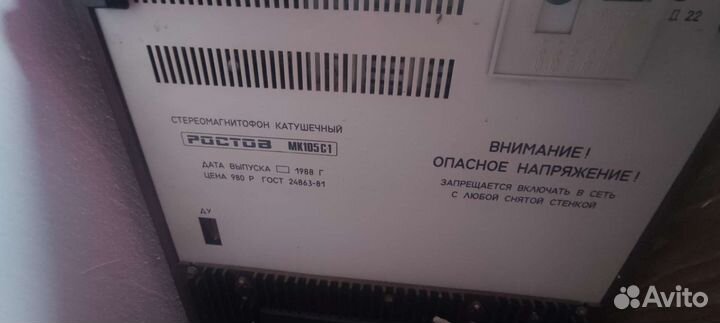 Д 22
СТЕРЕОМАГНИТОФОН КАТУШЕЧНЫЙ
РОСТОВ МК105С1
ДАТА ВЫПУСКА 1988 Г
ЦЕНА 980 Р ГОСТ 24863-81
ДУ
ВНИМАНИЕ!
ОПАСНОЕ НАПРЯЖЕНИЕ!
ЗАПРЕЩАЕТСЯ ВКЛЮЧАТЬ В СЕТЬ
С ЛЮБОЙ СНЯТОЙ СТЕНКОЙ
Avito